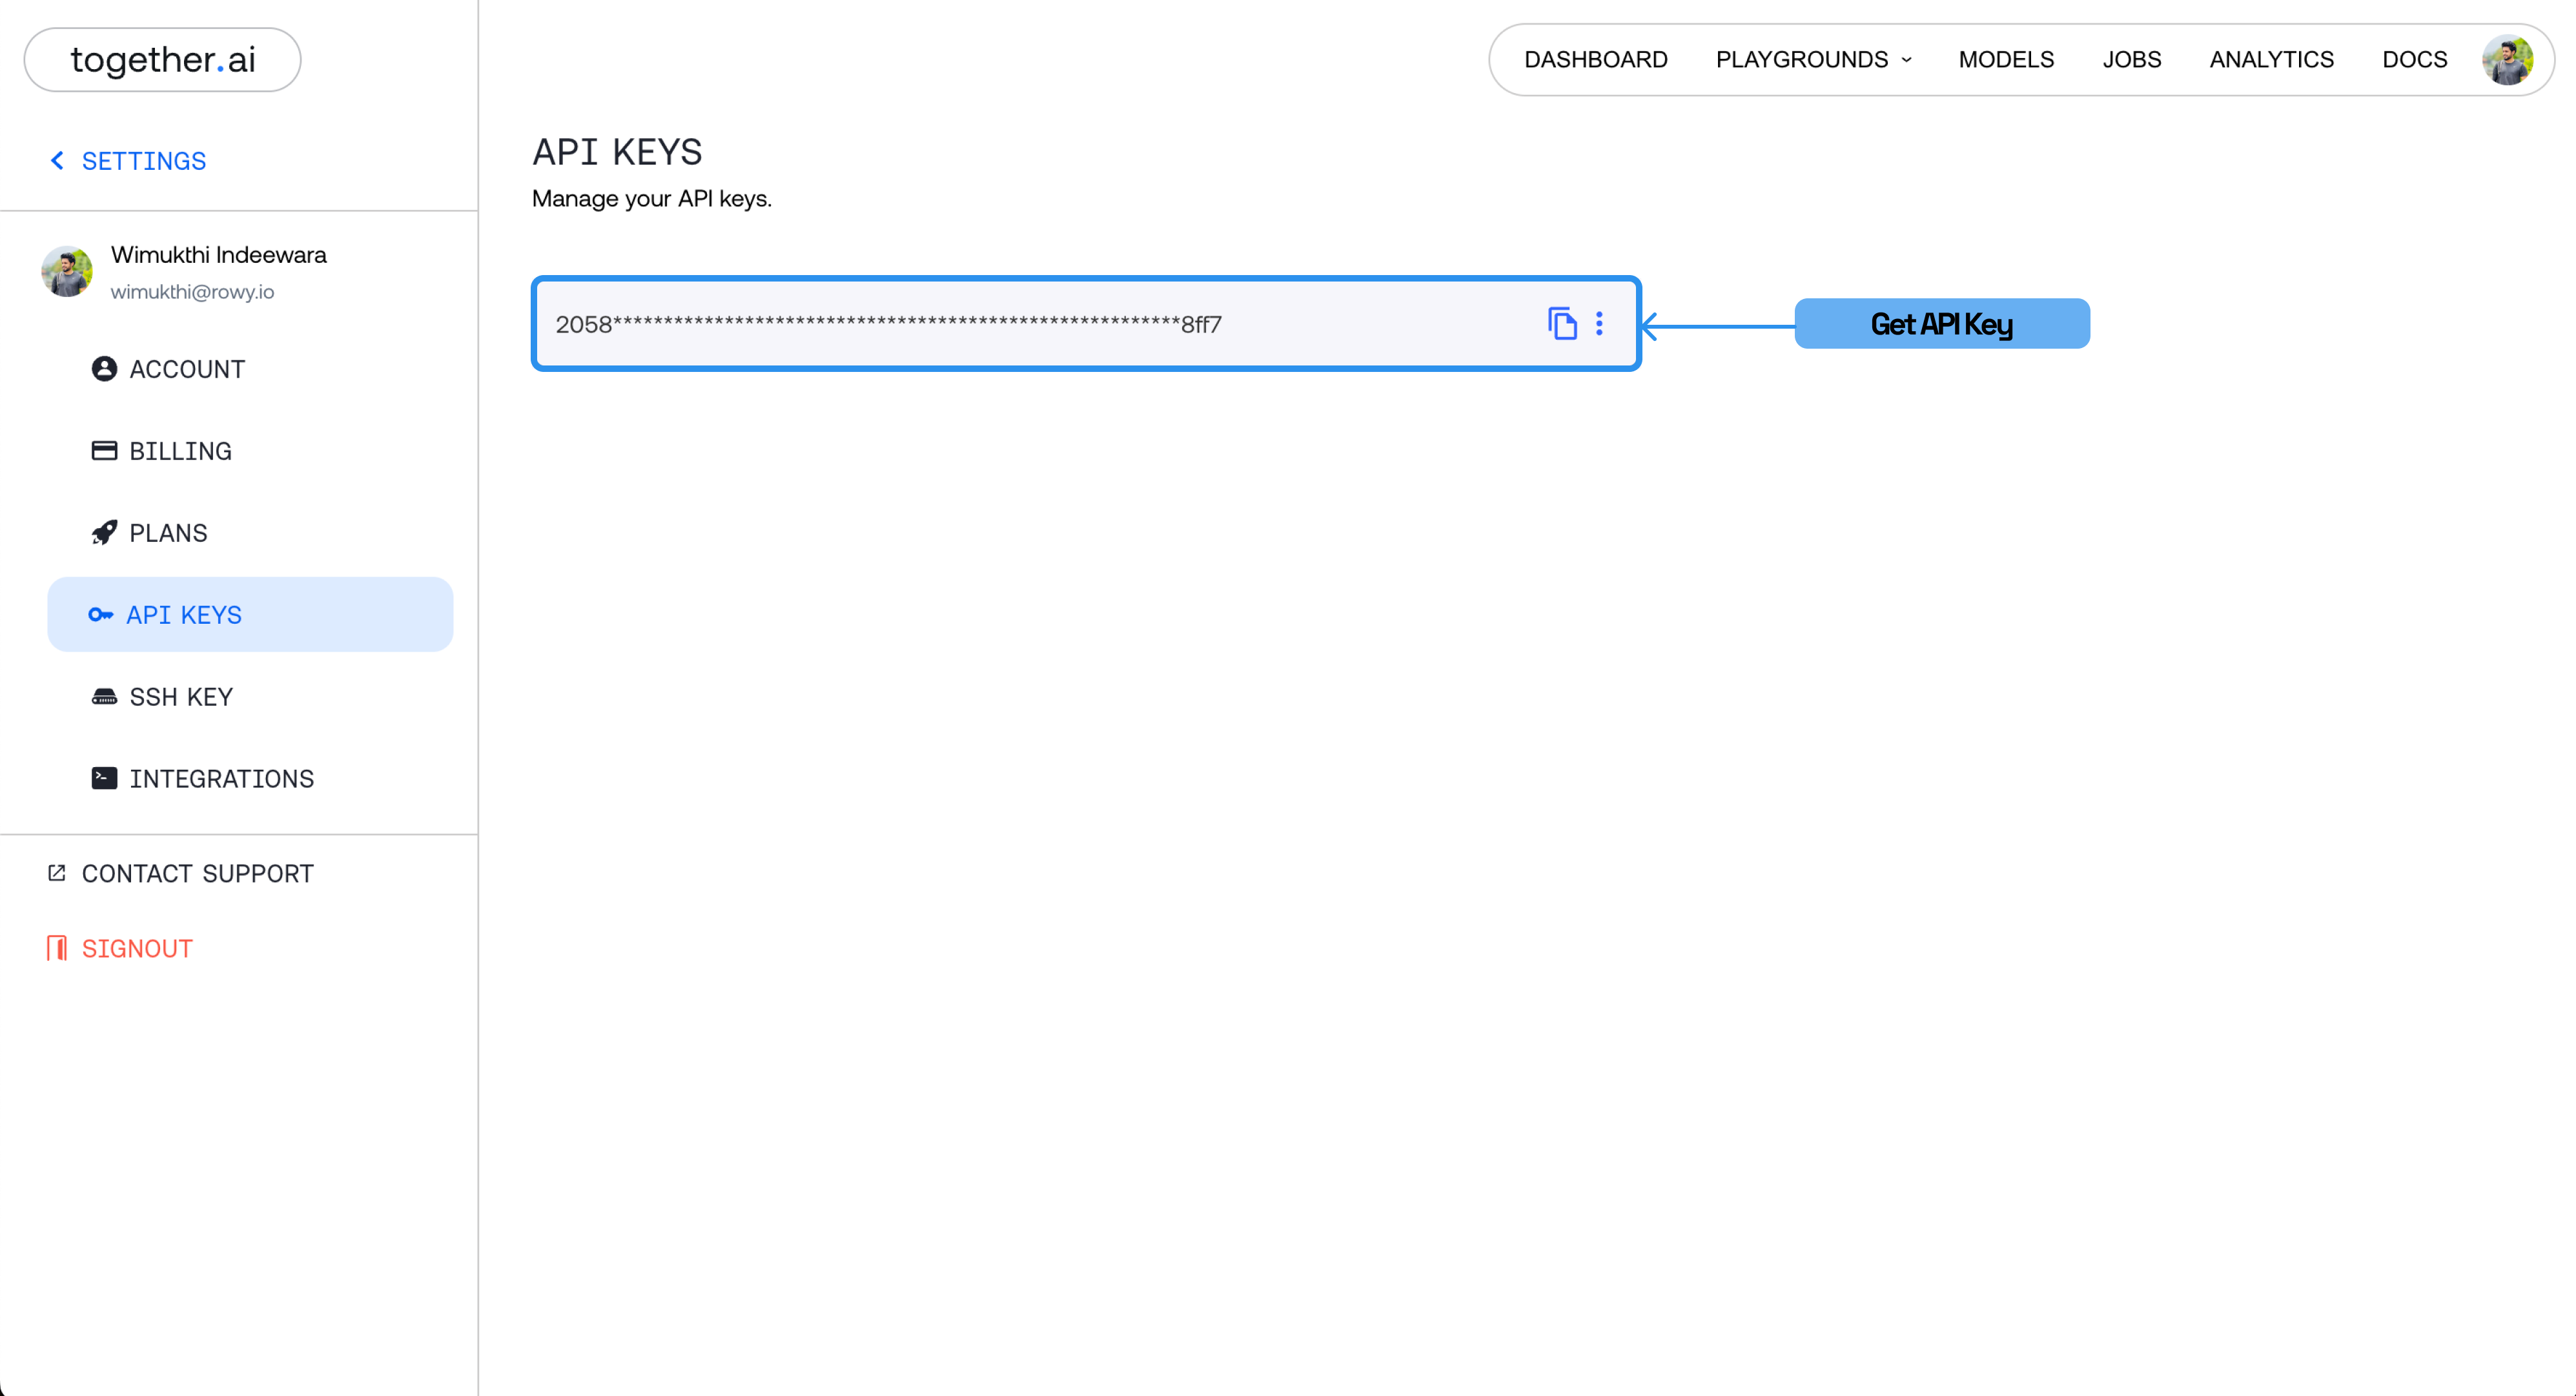 together.ai
DASHBOARD PLAYGROUNDS MODELS JOBS ANALYTICS DOCS
SETTINGS
Wimukthi Indeewara
wimukthi@rowy.io
ACCOUNT
BILLING
PLANS
API KEYS
SSH KEY
INTEGRATIONS
CONTACT SUPPORT
SIGNOUT
API KEYS
Manage your API keys.
2058********************************************************8ff7
Get API Key